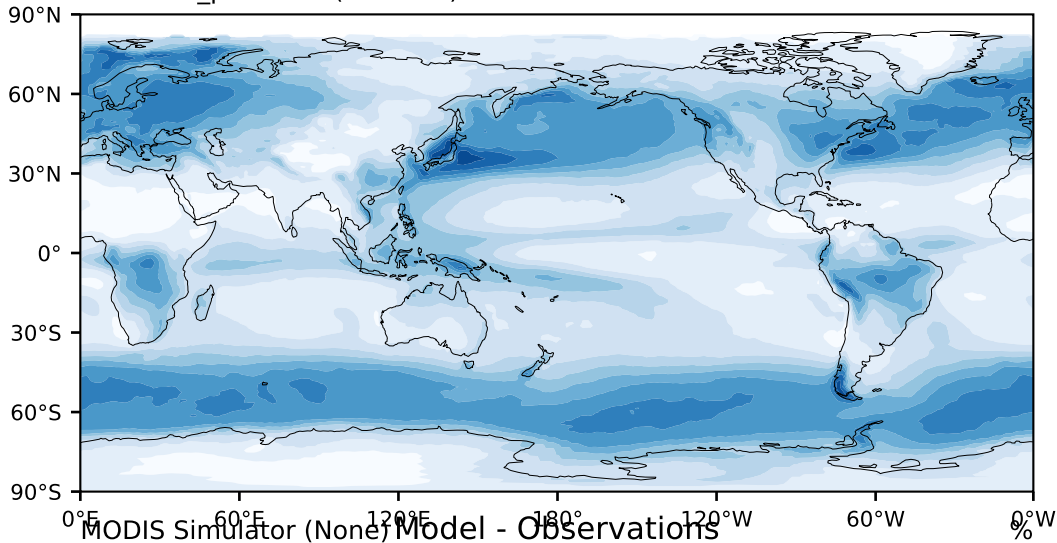 90°N
60°N
30°N
0°
30°S
60°S
90°S
0°E 60°E 120°E 180° 120°W 60°W 0°W
MODIS Simulator (None) Model - Observations %